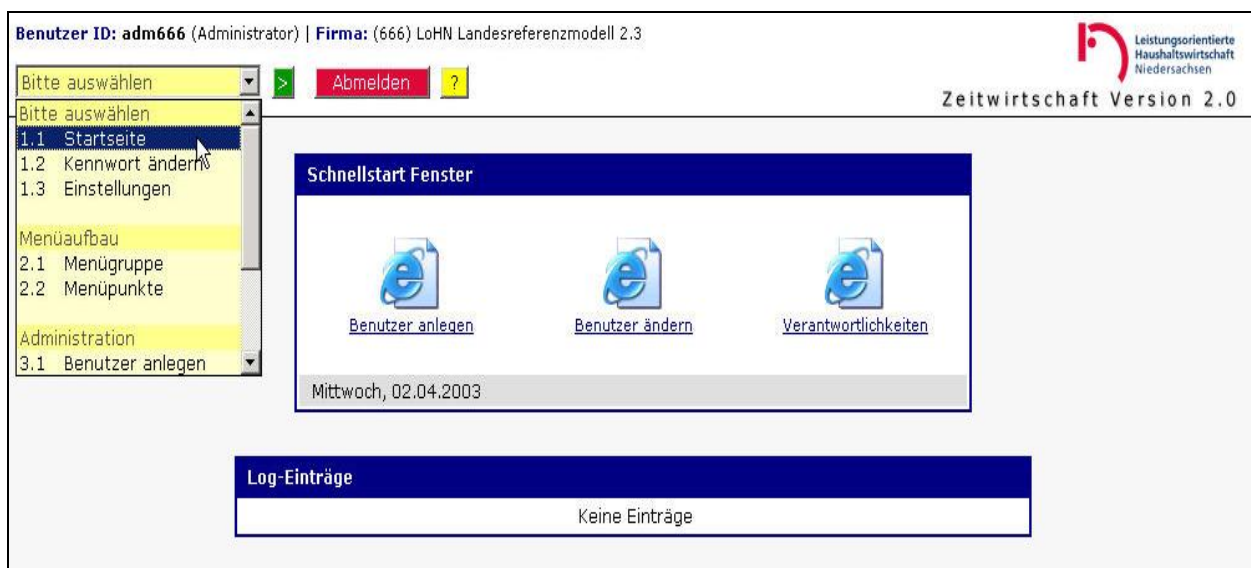 Benutzer ID: adm666 (Administrator) | Firma: (666) LoHN Landesreferenzmodell 2.3
Leistungsorientierte
Haushaltswirtschaft
Niedersachsen
Zeitwirtschaft Version 2.0
Bitte auswählen
>
Abmelden
?
Bitte auswählen
1.1 Startseite
1.2 Kennwort ändern
1.3 Einstellungen
Menüaufbau
2.1 Menügruppe
2.2 Menüpunkte
Administration
3.1 Benutzer anlegen
Schnellstart Fenster
Benutzer anlegen
Benutzer ändern
Verantwortlichkeiten
Mittwoch, 02.04.2003
Log-Einträge
Keine Einträge